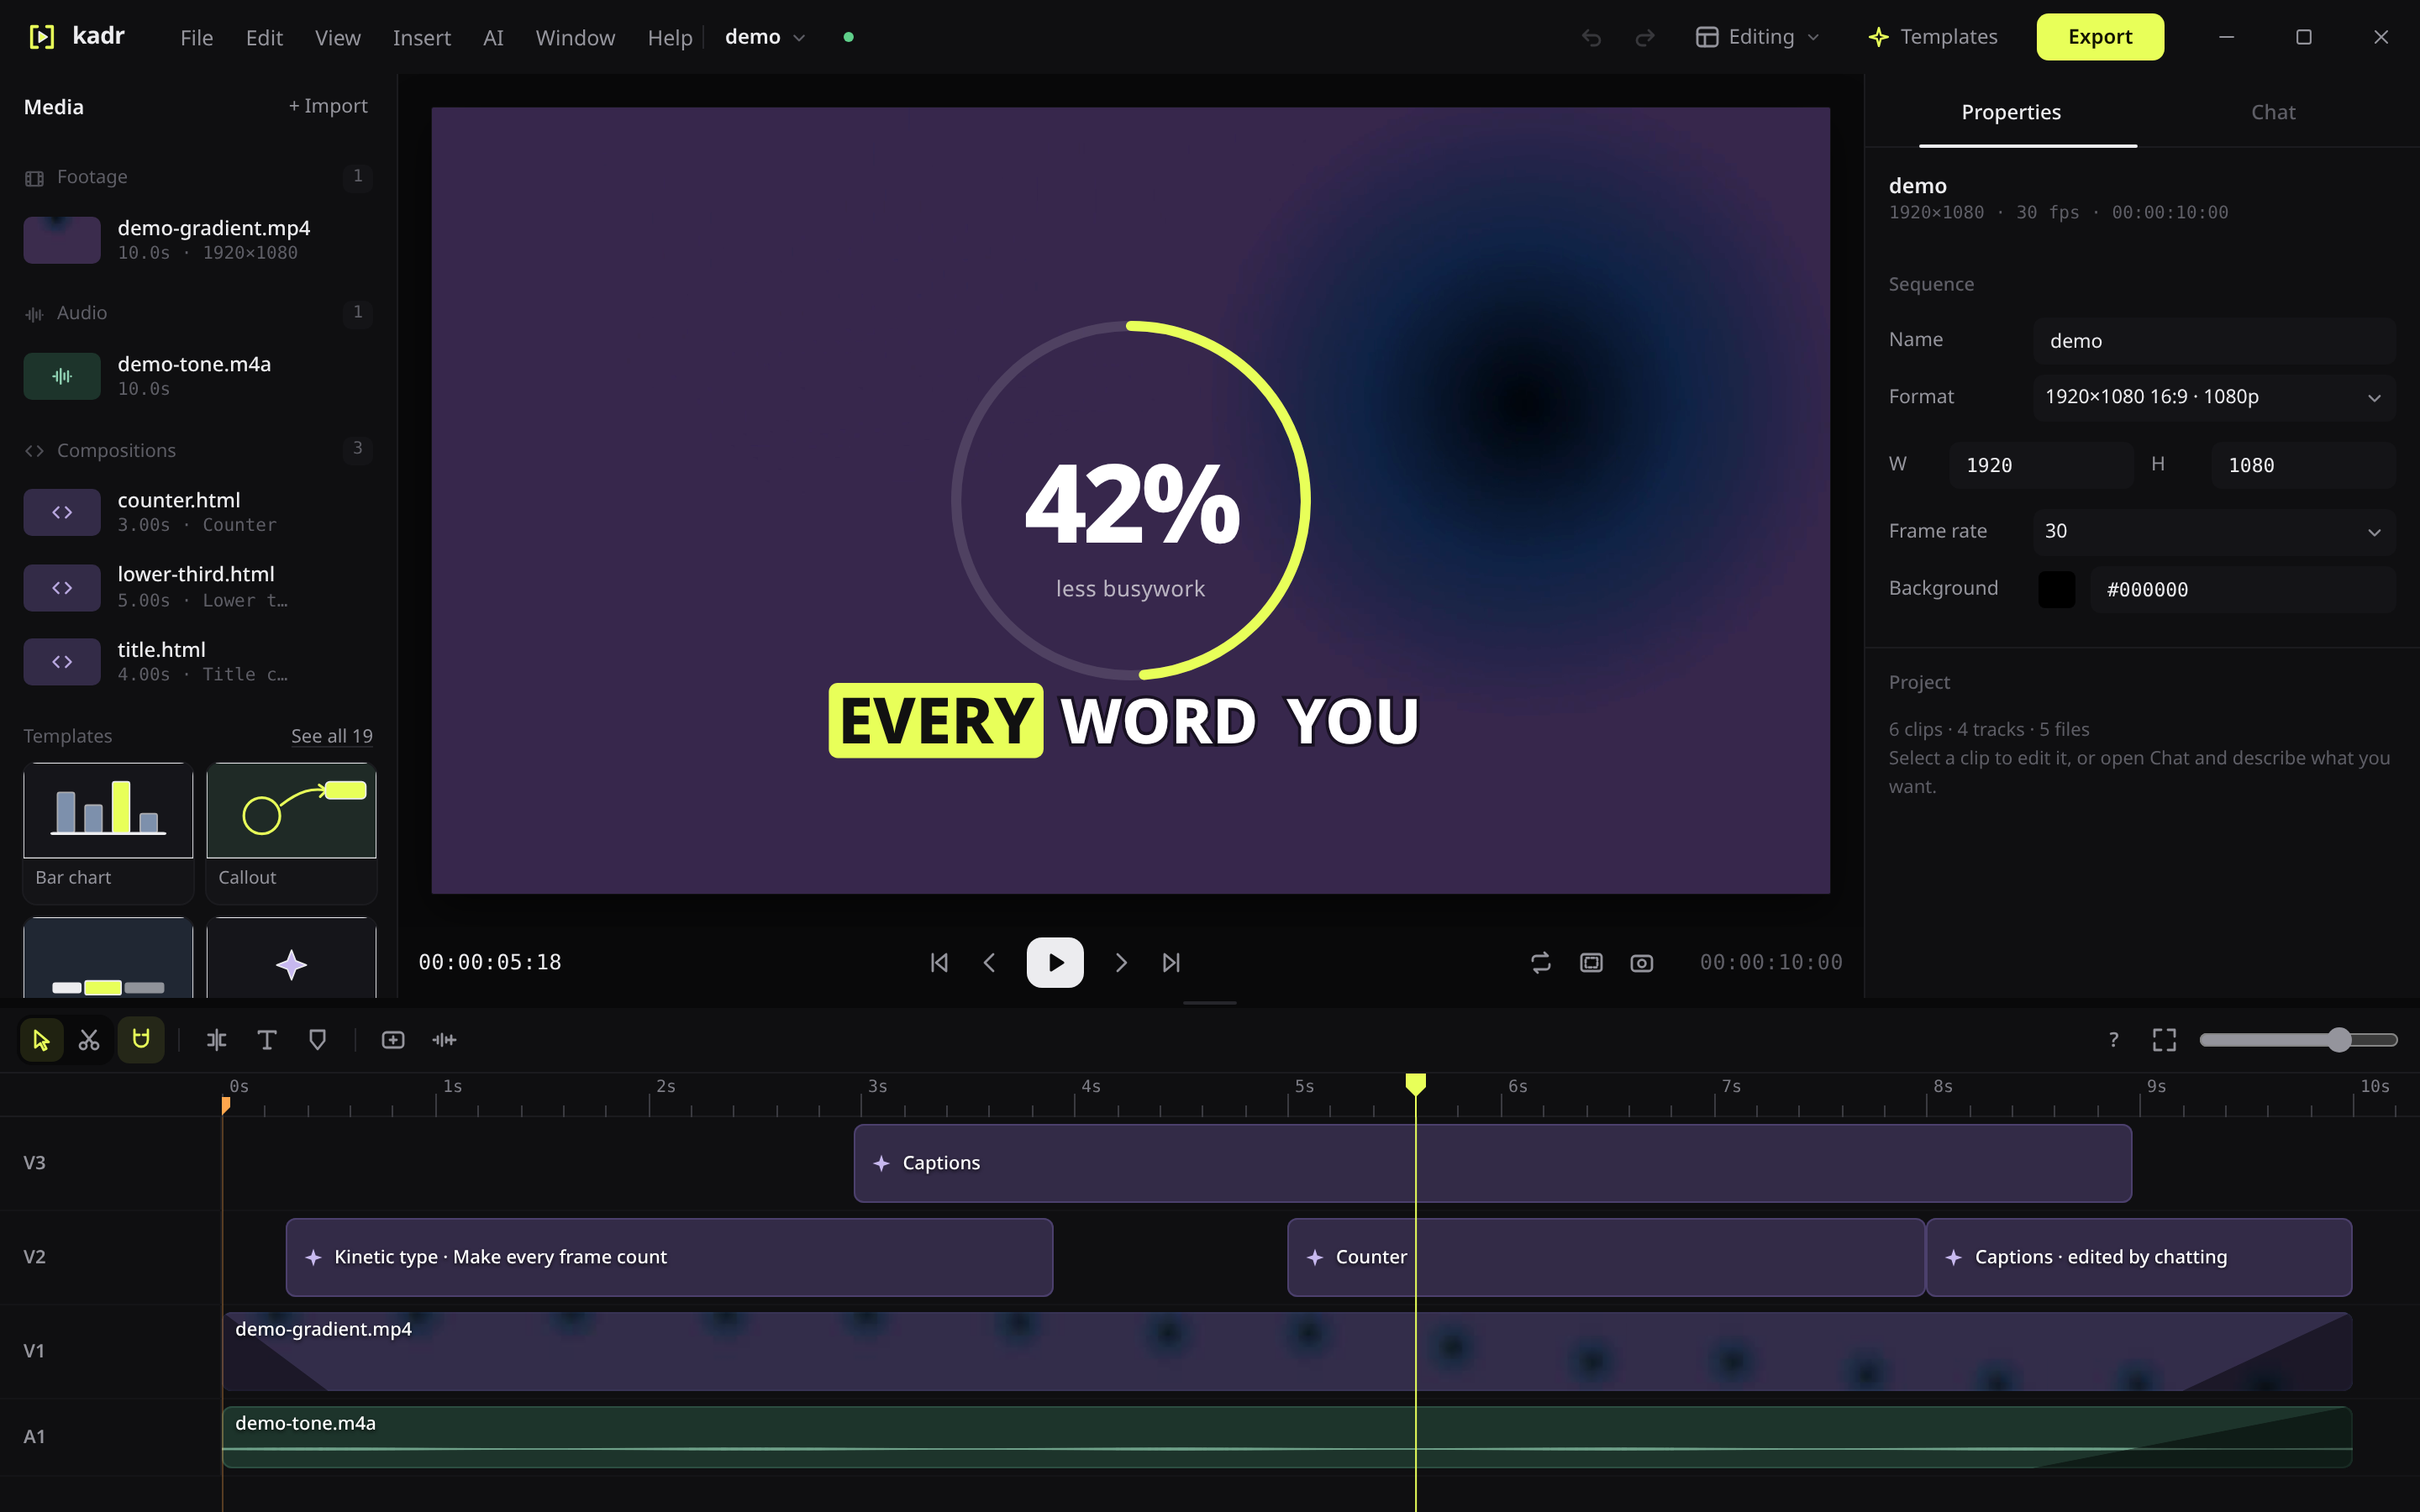 kadr File Edit View Insert AI Window Help demo Editing Templates Export
Media + Import
Footage 1
demo-gradient.mp4
10.0s · 1920×1080
Audio 1
demo-tone.m4a
10.0s
Compositions 3
counter.html
3.00s · Counter
lower-third.html
5.00s · Lower t…
title.html
4.00s · Title c…
Templates See all 19
Bar chart Callout
42%
less busywork
EVERY WORD YOU
00:00:05:18 00:00:10:00
Properties Chat
demo
1920×1080 · 30 fps · 00:00:10:00
Sequence
Name demo
Format 1920×1080 16:9 · 1080p
W 1920 H 1080
Frame rate 30
Background #000000
Project
6 clips · 4 tracks · 5 files
Select a clip to edit it, or open Chat and describe what you
want.
?
0s 1s 2s 3s 4s 5s 6s 7s 8s 9s 10s
V3 Captions
V2 Kinetic type · Make every frame count Counter Captions · edited by chatting
V1 demo-gradient.mp4
A1 demo-tone.m4a